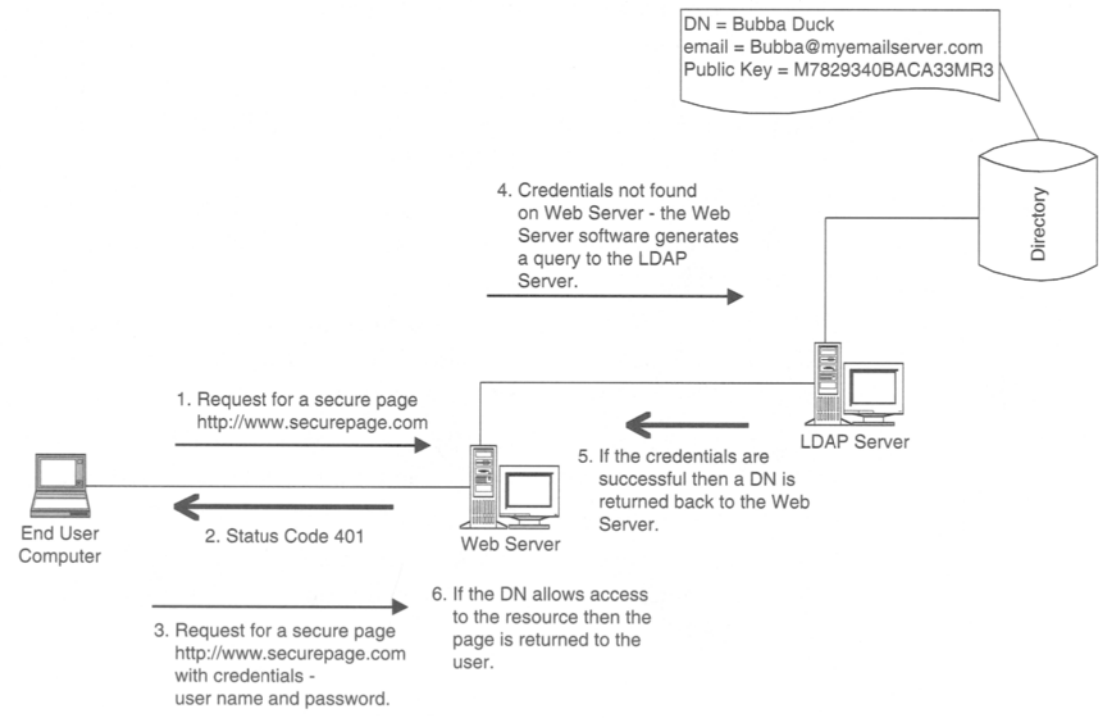 DN = Bubba Duck
email = Bubba@myemailserver.com
Public Key = M7829340BACA33MR3
Directory
4. Credentials not found
on Web Server - the Web
Server software generates
a query to the LDAP
Server.
LDAP Server
1. Request for a secure page
http://www.securepage.com
5. If the credentials are
successful then a DN is
returned back to the Web
Server.
End User
Computer
2. Status Code 401
Web Server
3. Request for a secure page
http://www.securepage.com
with credentials -
user name and password.
6. If the DN allows access
to the resource then the
page is returned to the
user.